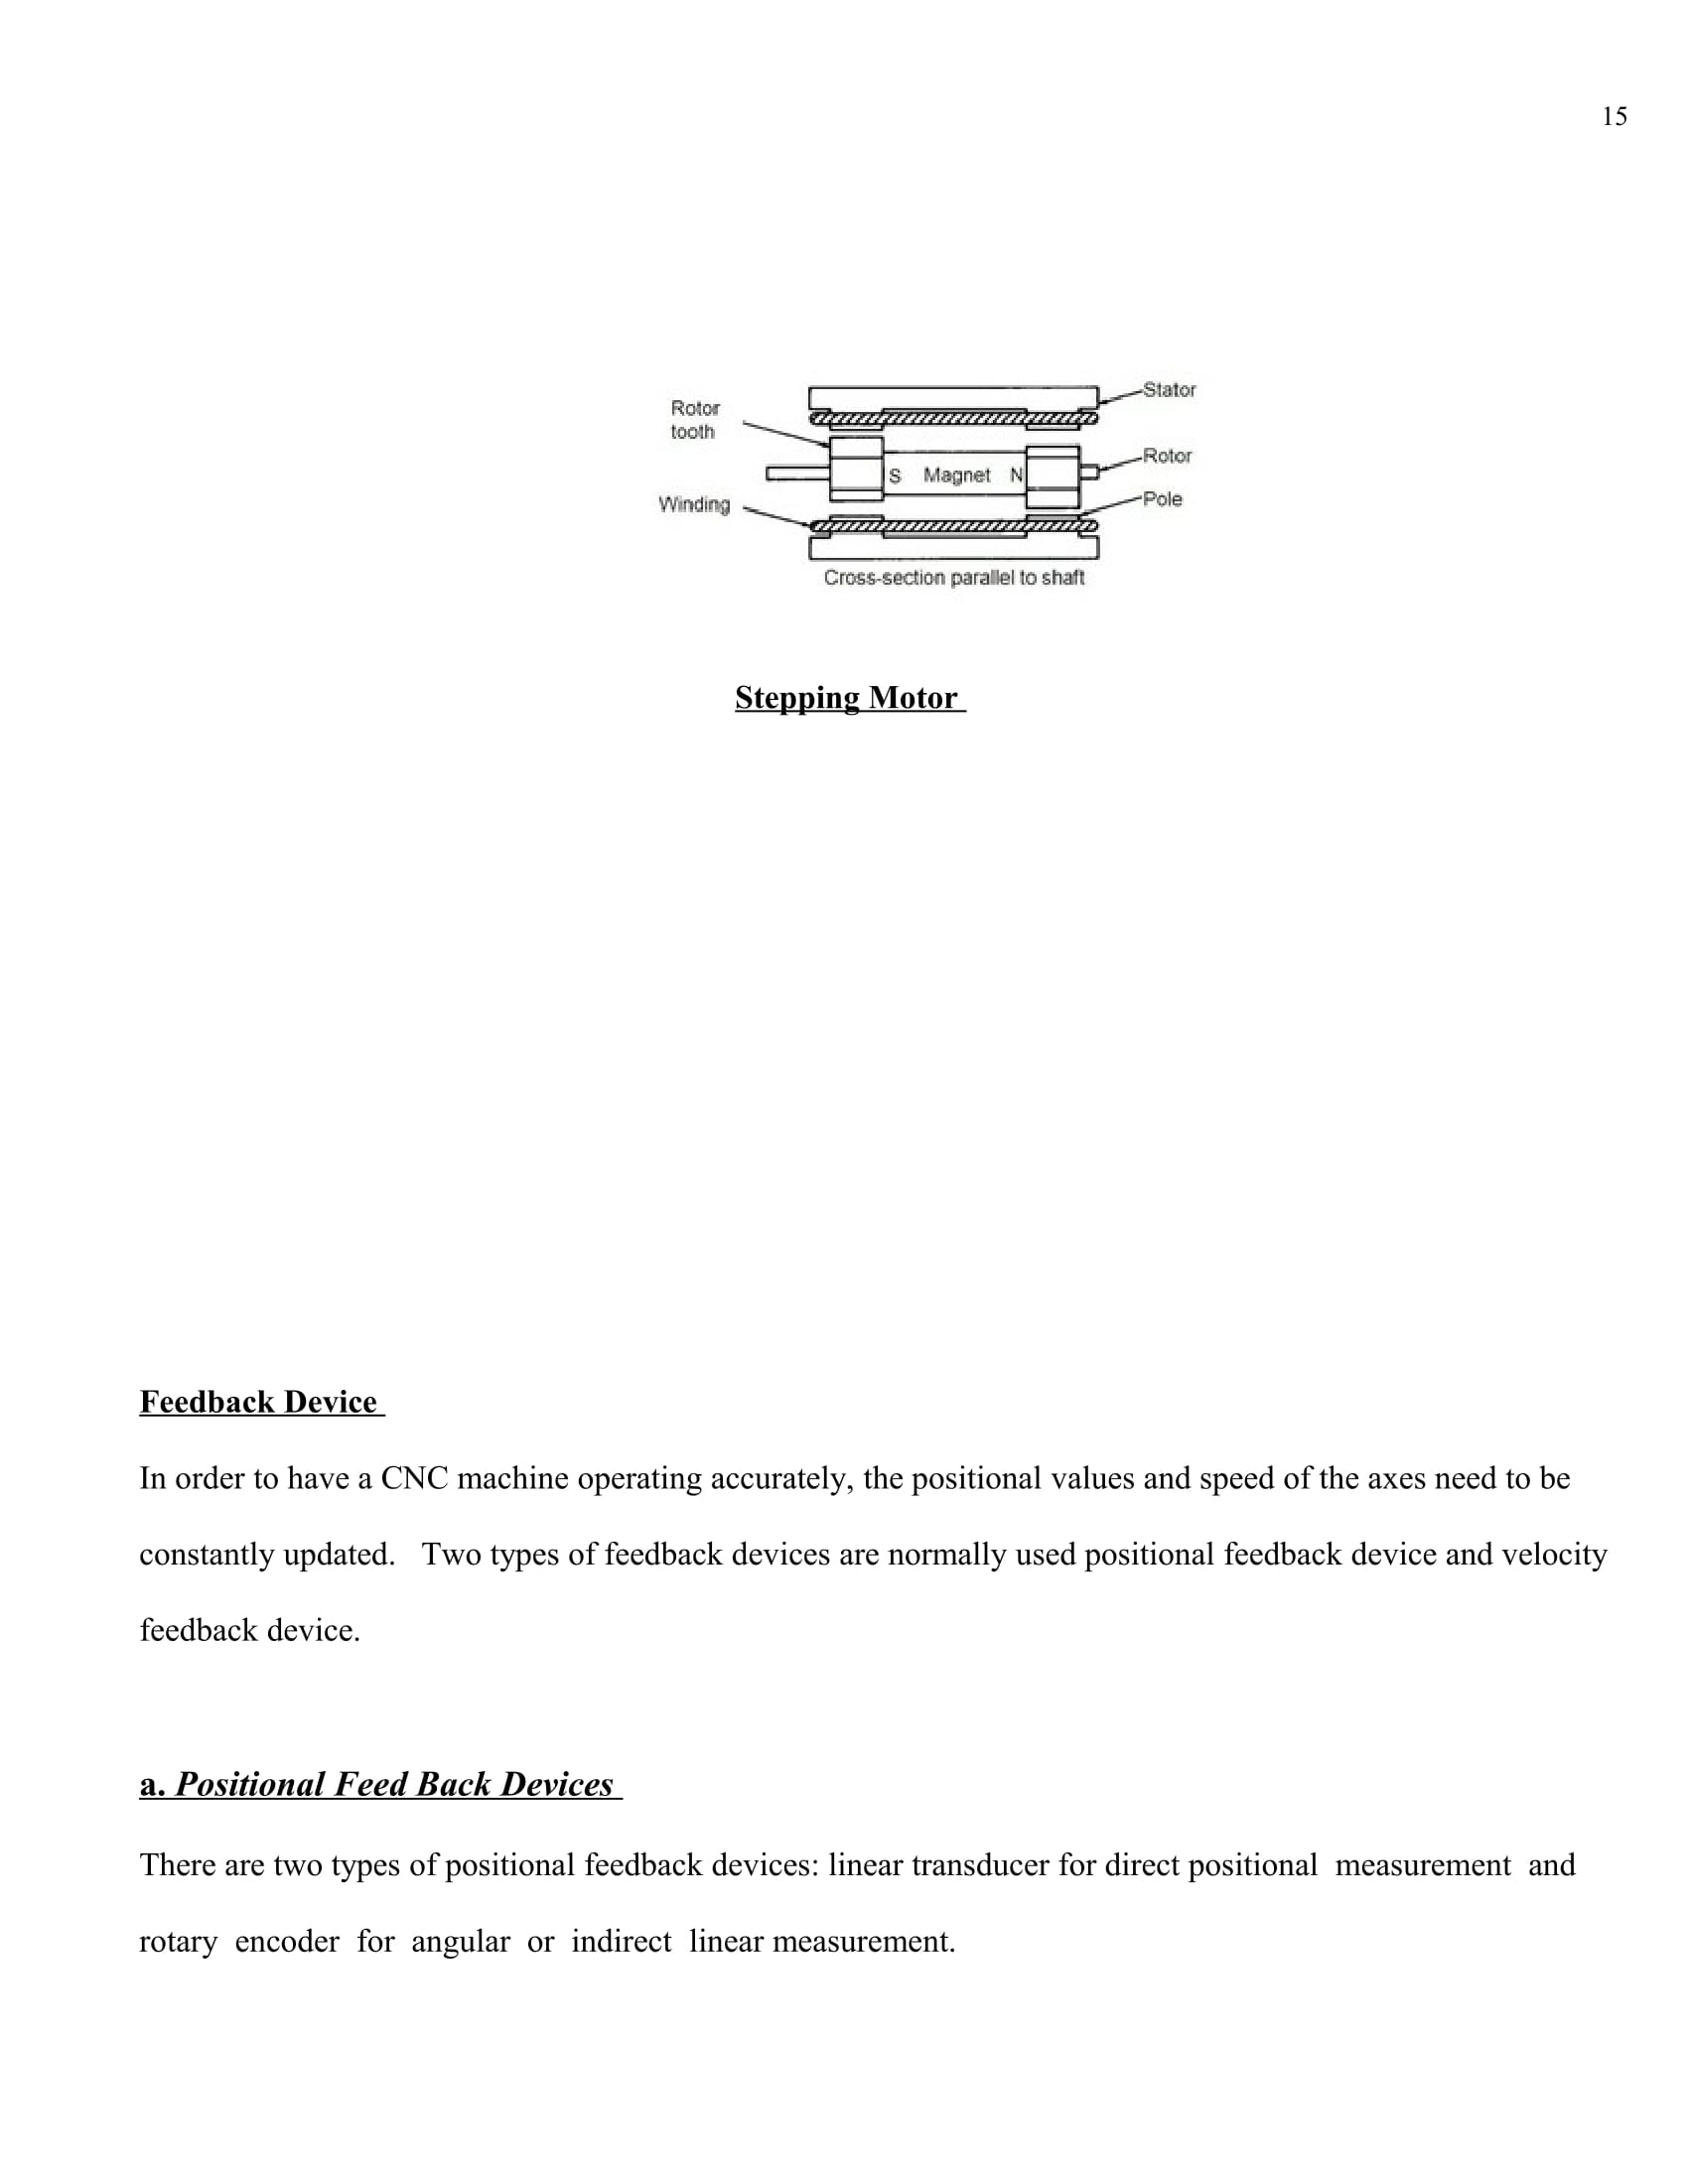 15
Stator
Rotor
tooth
Rotor
S Magnet N
Pole
Winding
Cross-section parallel to shaft
Stepping Motor
Feedback Device
In order to have a CNC machine operating accurately, the positional values and speed of the axes need to be
constantly updated.   Two types of feedback devices are normally used positional feedback device and velocity
feedback device.
a. Positional Feed Back Devices
There are two types of positional feedback devices: linear transducer for direct positional  measurement  and
rotary  encoder  for  angular  or  indirect  linear measurement.